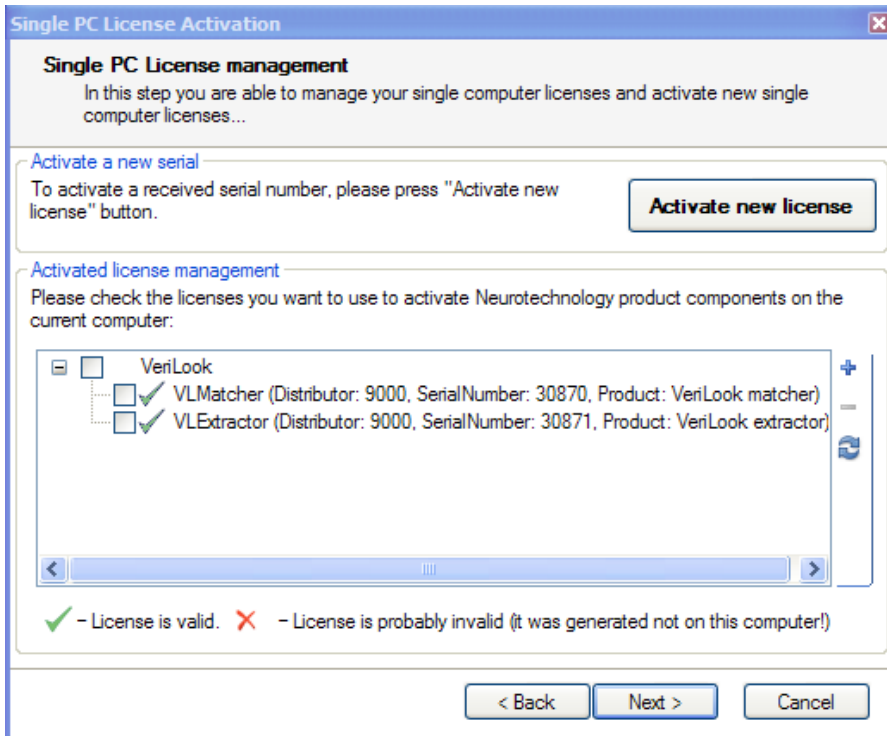 Single PC License Activation
Single PC License management
In this step you are able to manage your single computer licenses and activate new single
computer licenses...
Activate a new serial
To activate a received serial number, please press "Activate new
license" button.
Activate new license
Activated license management
Please check the licenses you want to use to activate Neurotechnology product components on the
current computer:
VeriLook
VLMatcher (Distributor: 9000, SerialNumber: 30870, Product: VeriLook matcher)
VLExtractor (Distributor: 9000, SerialNumber: 30871, Product: VeriLook extractor)
– License is valid. – License is probably invalid (it was generated not on this computer!)
< Back Next > Cancel